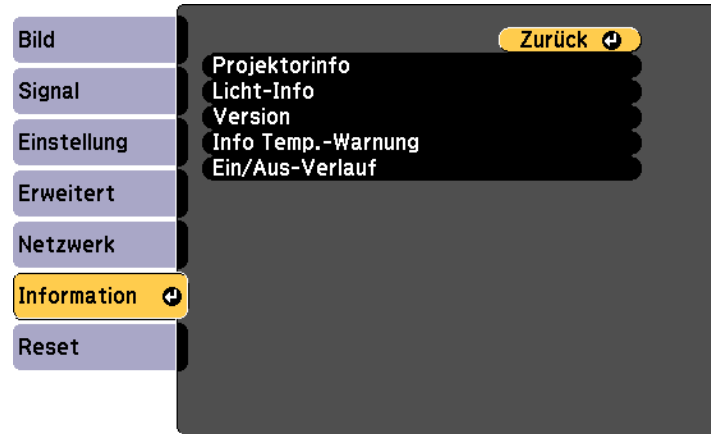 Bild
Signal
Einstellung
Erweitert
Netzwerk
Information
Reset
Zurück
Projektorinfo
Licht-Info
Version
Info Temp.-Warnung
Ein/Aus-Verlauf